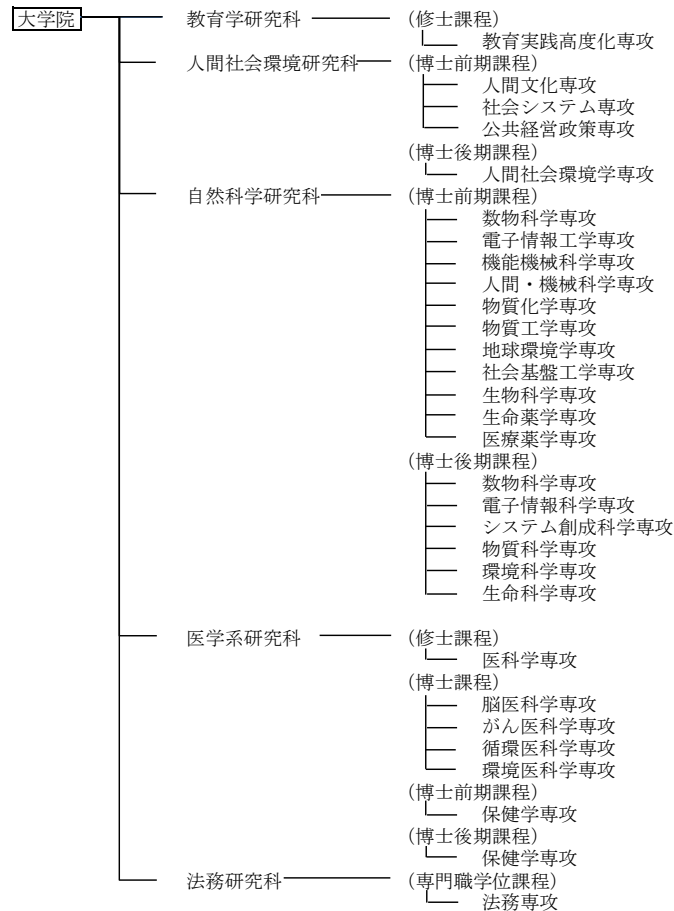 大学院 教育学研究科 (修士課程)
教育実践高度化専攻
人間社会環境研究科 (博士前期課程)
人間文化専攻
社会システム専攻
公共経営政策専攻
(博士後期課程)
人間社会環境学専攻
自然科学研究科 (博士前期課程)
数物科学専攻
電子情報工学専攻
機能機械科学専攻
人間・機械科学専攻
物質化学専攻
物質工学専攻
地球環境学専攻
社会基盤工学専攻
生物科学専攻
生命薬学専攻
医療薬学専攻
(博士後期課程)
数物科学専攻
電子情報科学専攻
システム創成科学専攻
物質科学専攻
環境科学専攻
生命科学専攻
医学系研究科 (修士課程)
医科学専攻
(博士課程)
脳医科学専攻
がん医科学専攻
循環医科学専攻
環境医科学専攻
(博士前期課程)
保健学専攻
(博士後期課程)
保健学専攻
法務研究科 (専門職学位課程)
法務専攻